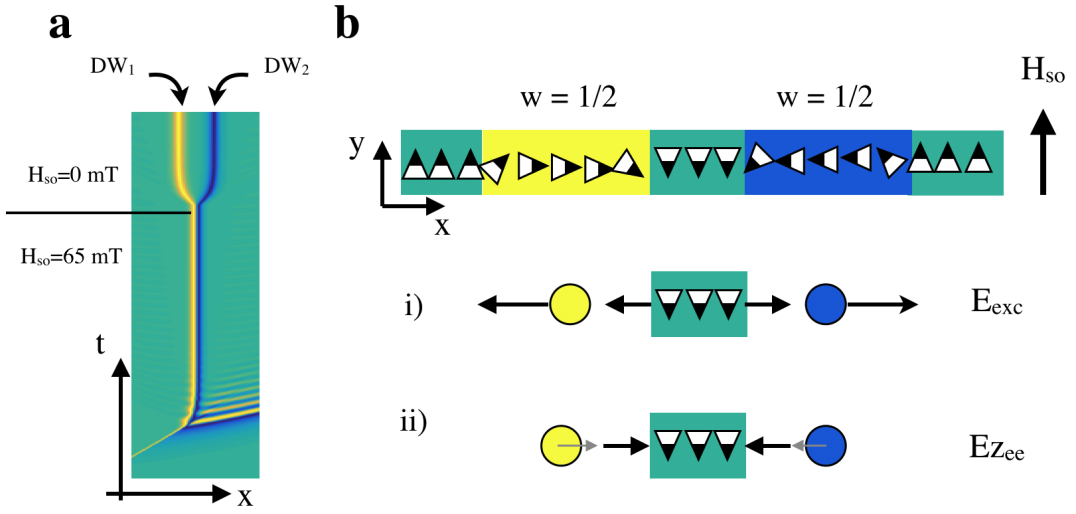 a
DW₁
DW₂
Hₛₒ=0 mT
Hₛₒ=65 mT
t
x
b
w = 1/2
w = 1/2
Hₛₒ
y
x
i)
Eₑₓc
ii)
Ezₑₑ